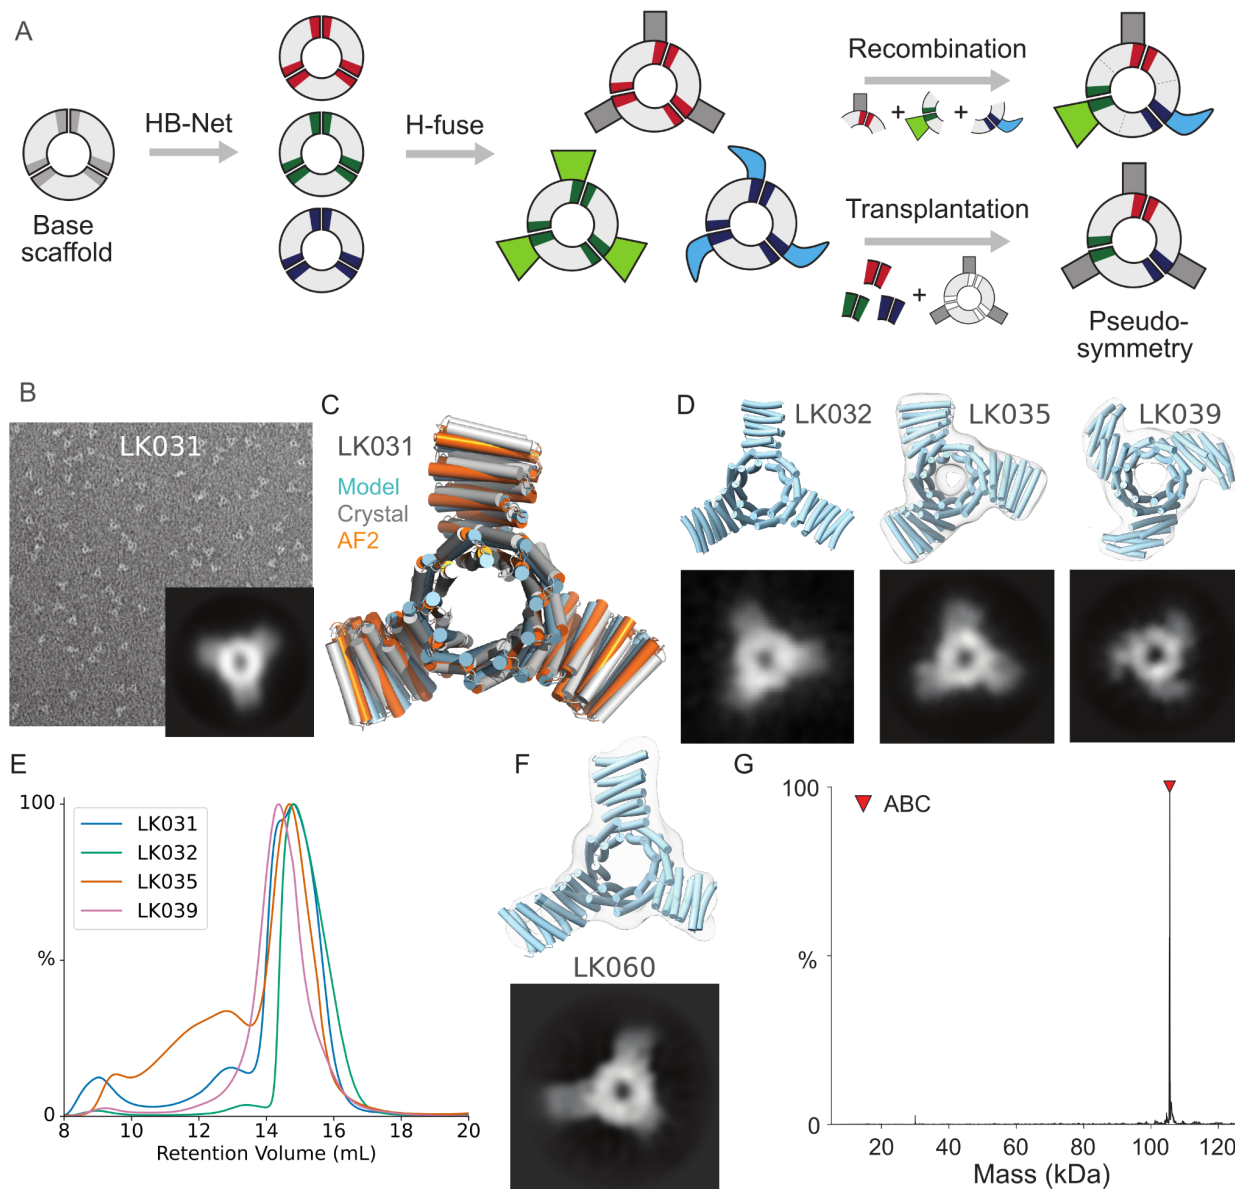 A
HB-Net
H-fuse
Base
scaffold
Recombination
+
+
Transplantation
+
Pseudo-
symmetry
B
LK031
C
LK031
Model
Crystal
AF2
D
LK032
LK035
LK039
E
100
%
0
LK031
LK032
LK035
LK039
8
10
12
14
16
18
20
Retention Volume (mL)
F
LK060
G
100
%
0
ABC
20
40
60
80
100
120
Mass (kDa)